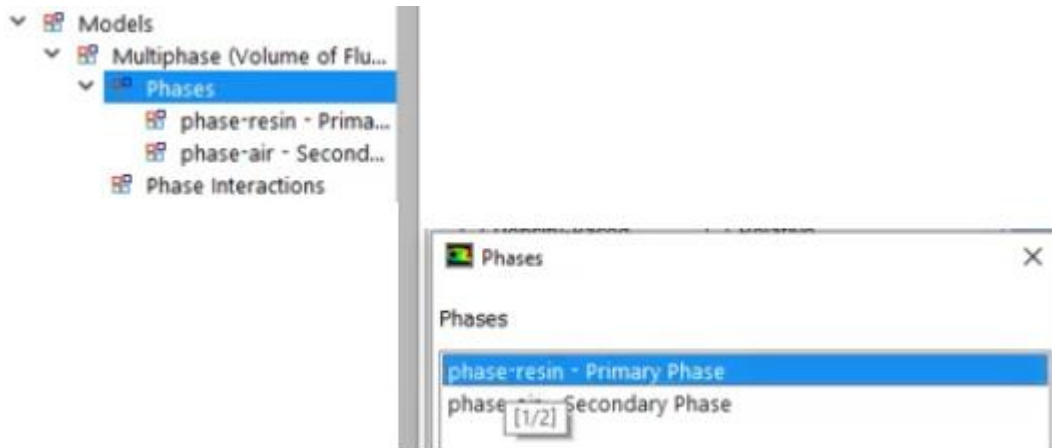 Models
Multiphase (Volume of Flu...
Phases
phase-resin - Prima...
phase-air - Second...
Phase Interactions
Phases
Phases
phase-resin - Primary Phase
phase- Secondary Phase
[1/2]